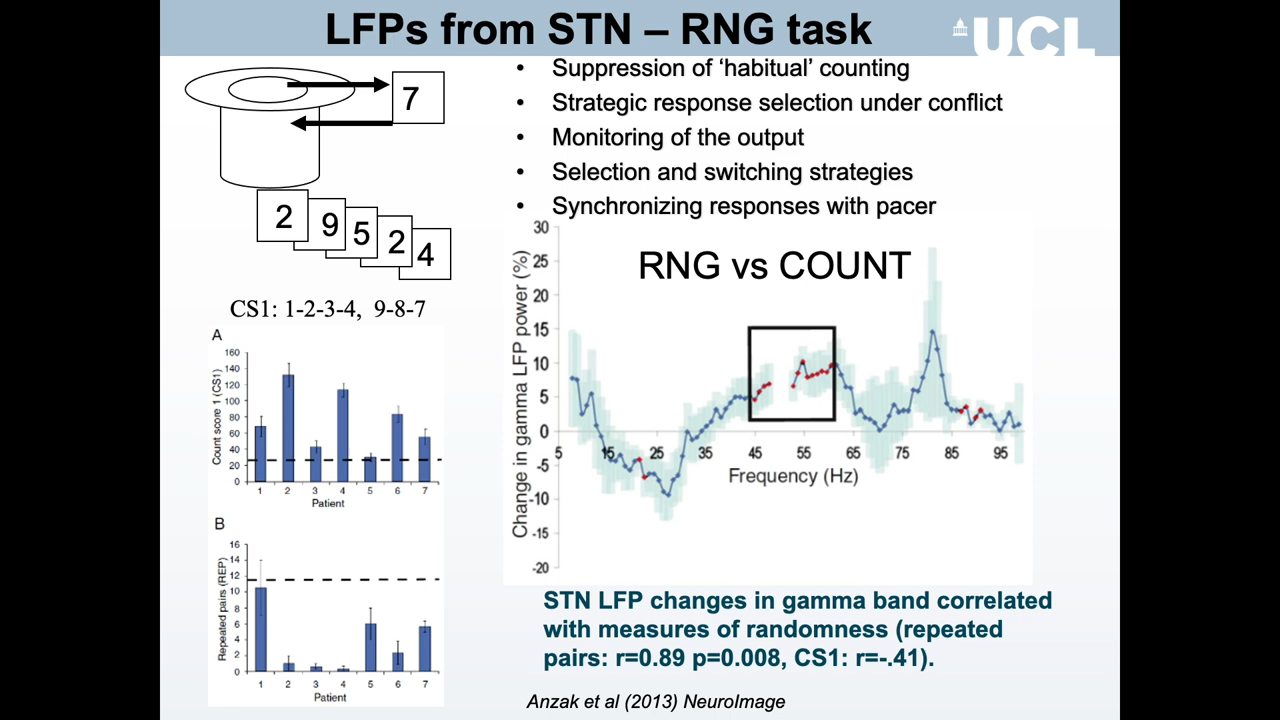 LFPs from STN – RNG task
UCL
7
2
9
5
2
4
CS1: 1-2-3-4, 9-8-7
• Suppression of ‘habitual’ counting
• Strategic response selection under conflict
• Monitoring of the output
• Selection and switching strategies
• Synchronizing responses with pacer
A
Count score 1 (CS1)
160
140
120
100
80
60
40
20
0
1 2 3 4 5 6 7
Patient
B
Repeated pairs (REP)
16
14
12
10
8
6
4
2
0
1 2 3 4 5 6 7
Patient
RNG vs COUNT
Change in gamma LFP power (%)
30
25
20
15
10
5
0
-5
-10
-15
-20
5 15 25 35 45 55 65 75 85 95
Frequency (Hz)
STN LFP changes in gamma band correlated
with measures of randomness (repeated
pairs: r=0.89 p=0.008, CS1: r=-.41).
Anzak et al (2013) NeuroImage